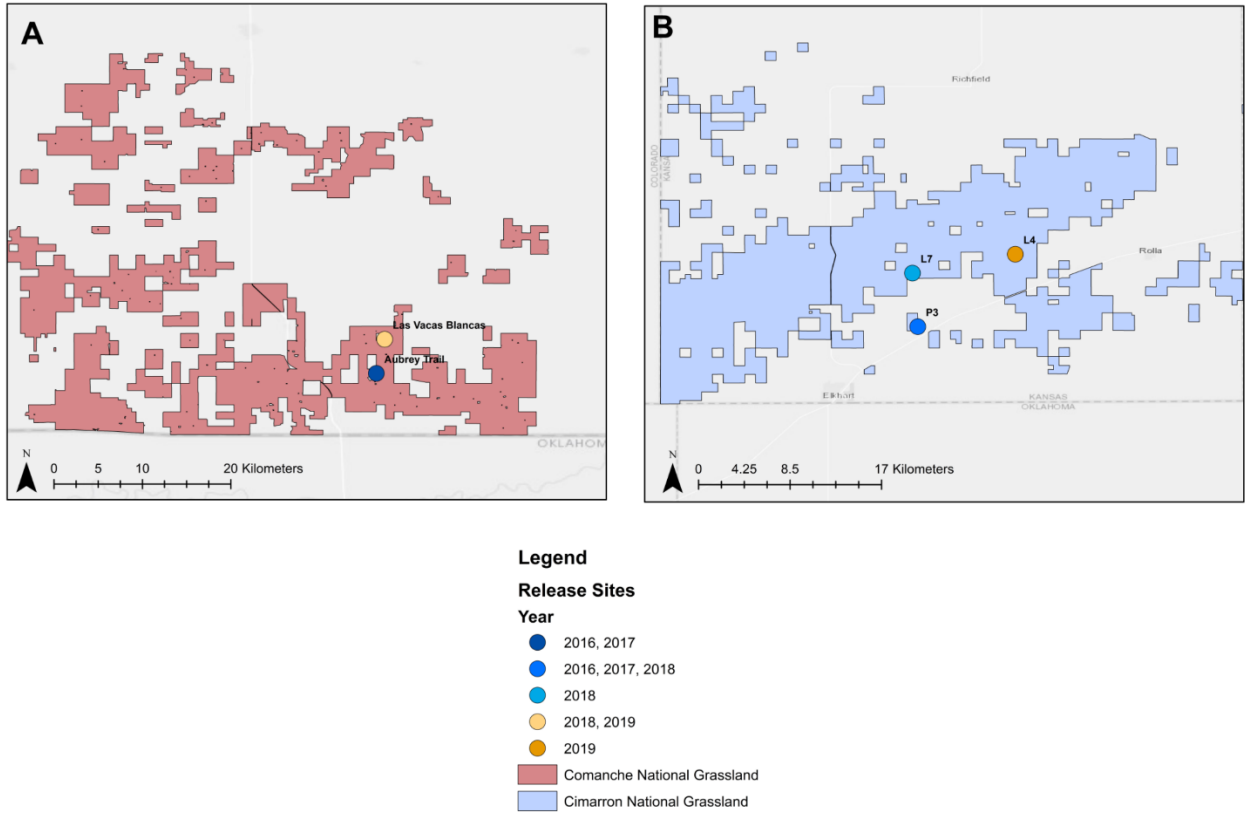 A
Las Vacas Blancas
Aubrey Trail
OKLAHOM
N
0 5 10 20 Kilometers
B
Richfield
COLORADO
KANSA
L4
Rolla
L7
P3
Elkhart
KANSAS
OKLAHOMA
N
0 4.25 8.5 17 Kilometers
Legend
Release Sites
Year
2016, 2017
2016, 2017, 2018
2018
2018, 2019
2019
Comanche National Grassland
Cimarron National Grassland